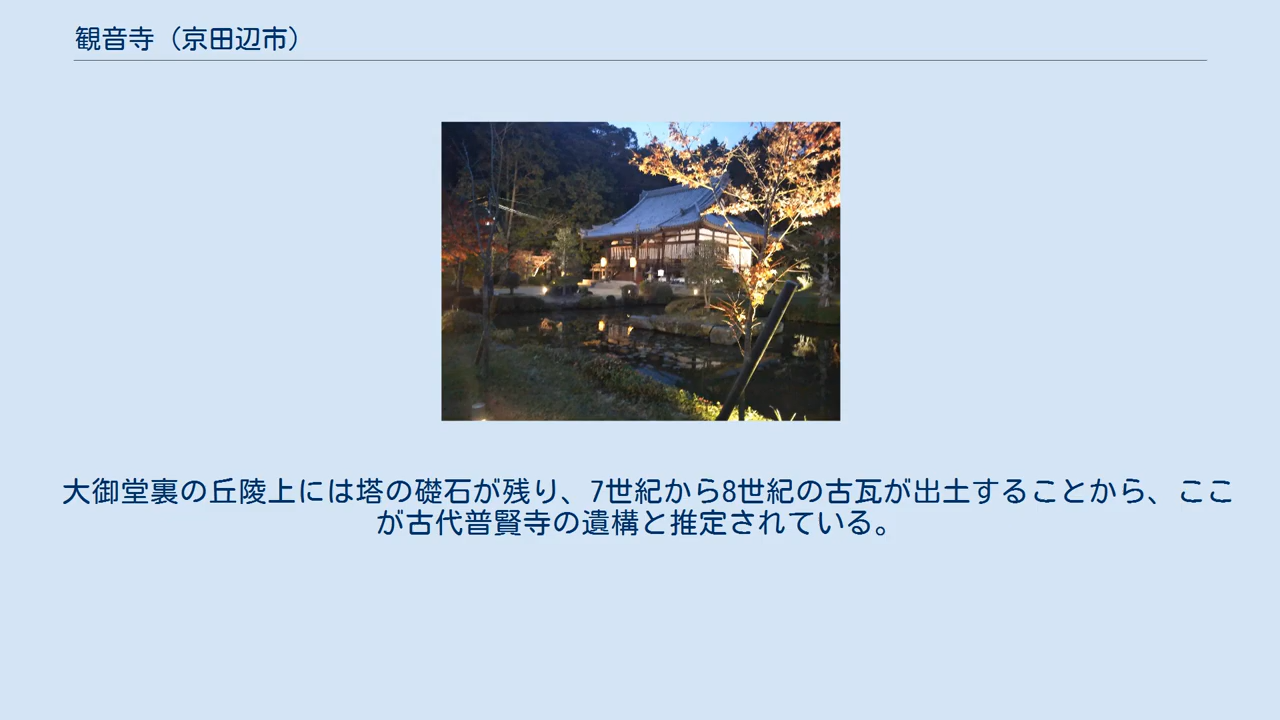 観音寺（京田辺市）
大御堂裏の丘陵上には塔の礎石が残り、7世紀から8世紀の古瓦が出土することから、ここ
が古代普賢寺の遺構と推定されている。